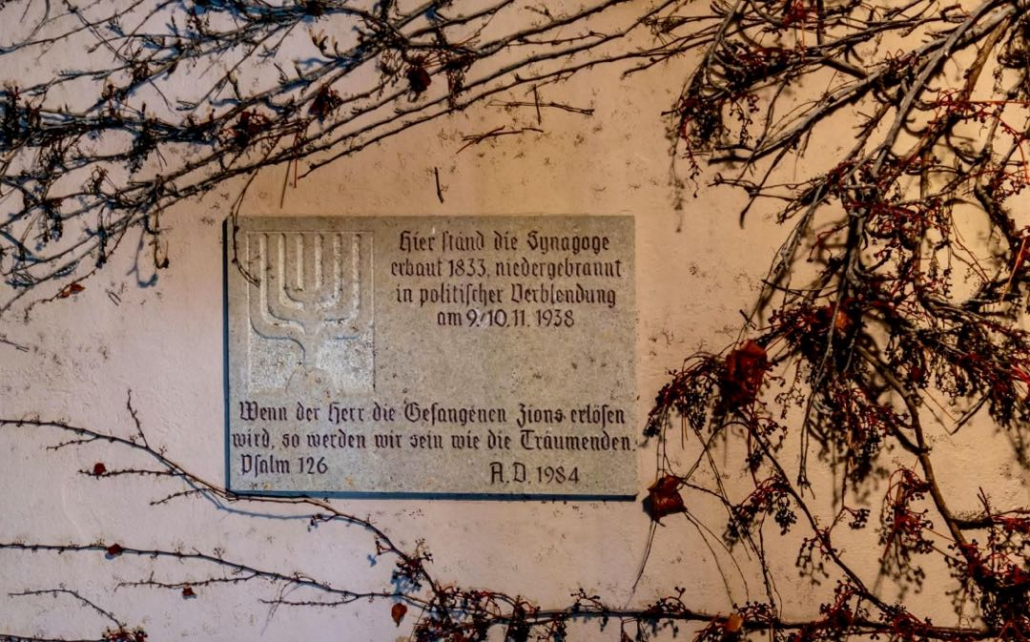 Hier stand die Synagoge
erbaut 1833, niedergebrannt
in politischer Verblendung
am 9./10.11. 1938
Wenn der Herr die Gefangenen Zions erlösen
wird, so werden wir sein wie die Träumenden.
Psalm 126
A.D. 1984